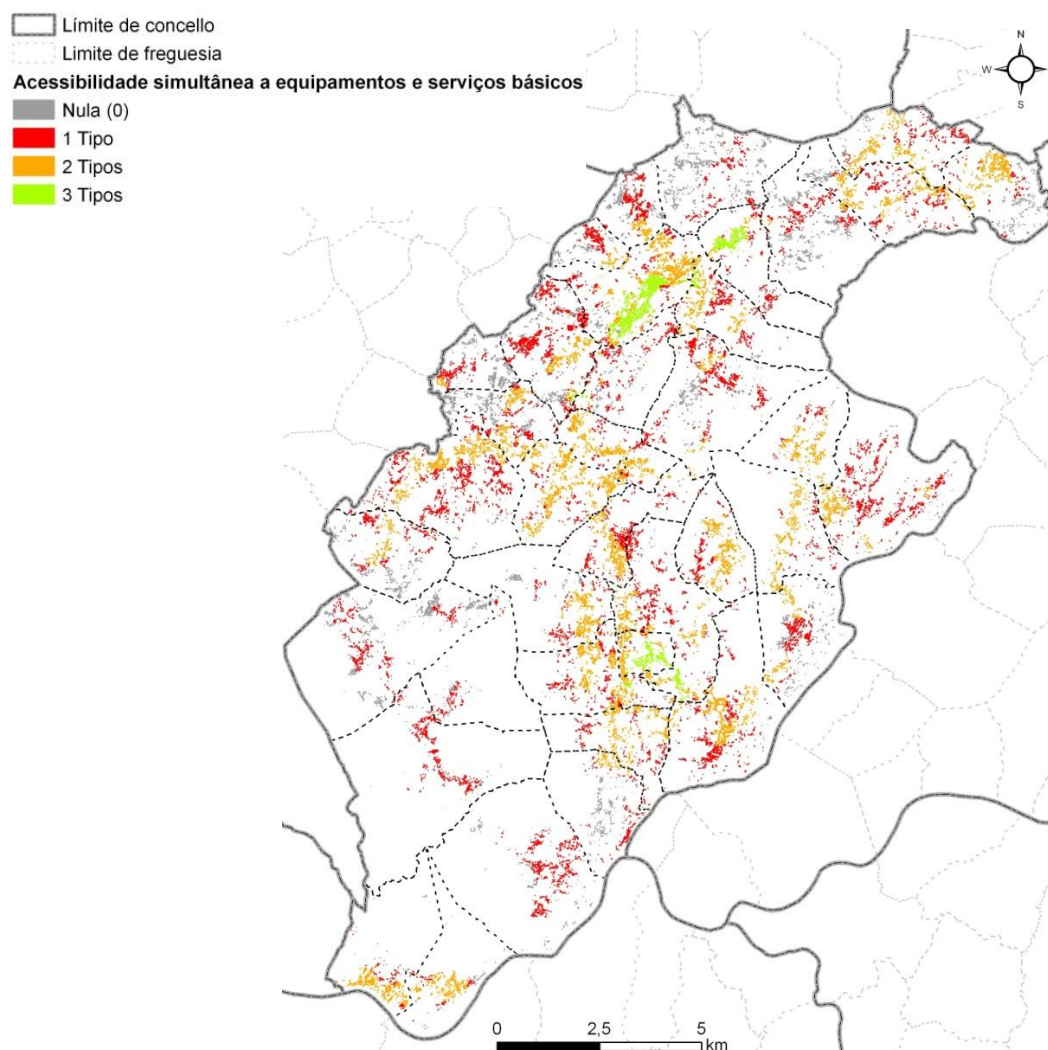 Límite de concello
Limite de freguesia
Acessibilidade simultânea a equipamentos e serviços básicos
Nula (0)
1 Tipo
2 Tipos
3 Tipos
N
W
S
0 2,5 5
km